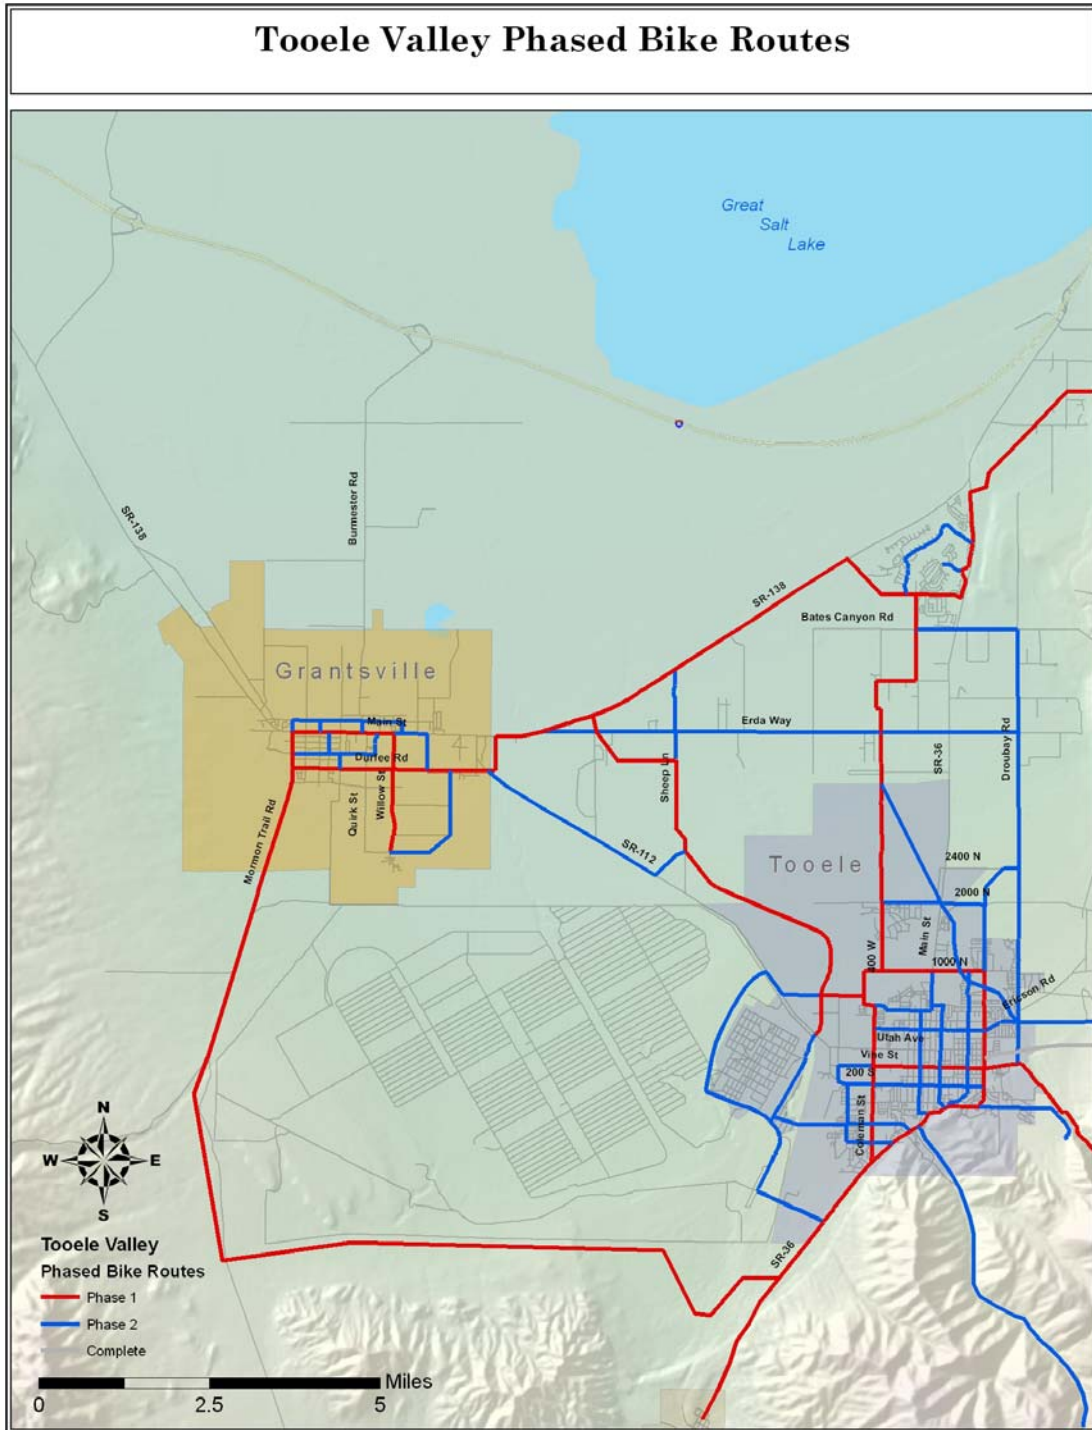 Tooele Valley Phased Bike Routes
Great
Salt
Lake
SR-138
Burmester Rd
SR-138
Bates Canyon Rd
Grantsville
Main St
Erda Way
Durfee Rd
Sheep Ln
SR-36
Droubay Rd
Quirk St
Willow St
Mormon Trail Rd
SR-112
Tooele
2400 N
2000 N
Main St
400 W
1000 N
Ericson Rd
Utah Ave
Vine St
200 S
Coleman St
SR-36
N
W
E
S
Tooele Valley
Phased Bike Routes
Phase 1
Phase 2
Complete
Miles
0 2.5 5